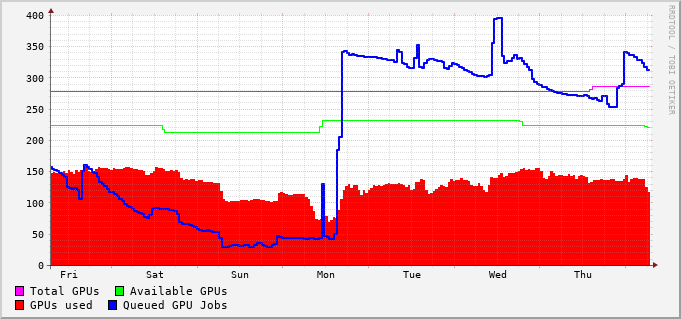 400
350
300
250
200
150
100
50
0
Fri Sat Sun Mon Tue Wed Thu
Total GPUs Available GPUs
GPUs used Queued GPU Jobs
RRDTOOL / TOBI OETIKER